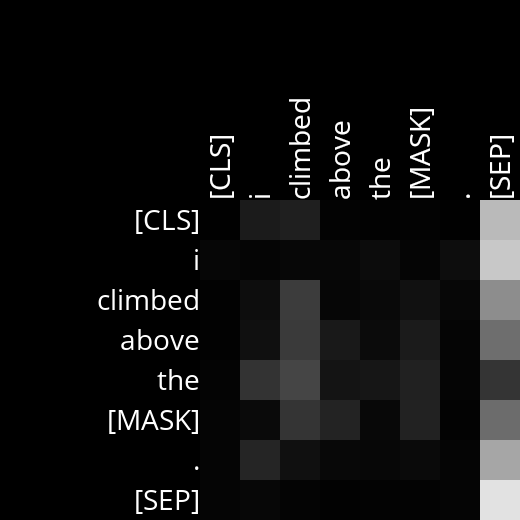 [CLS] i climbed above the [MASK] . [SEP]
[CLS]
i
climbed
above
the
[MASK]
.
[SEP]